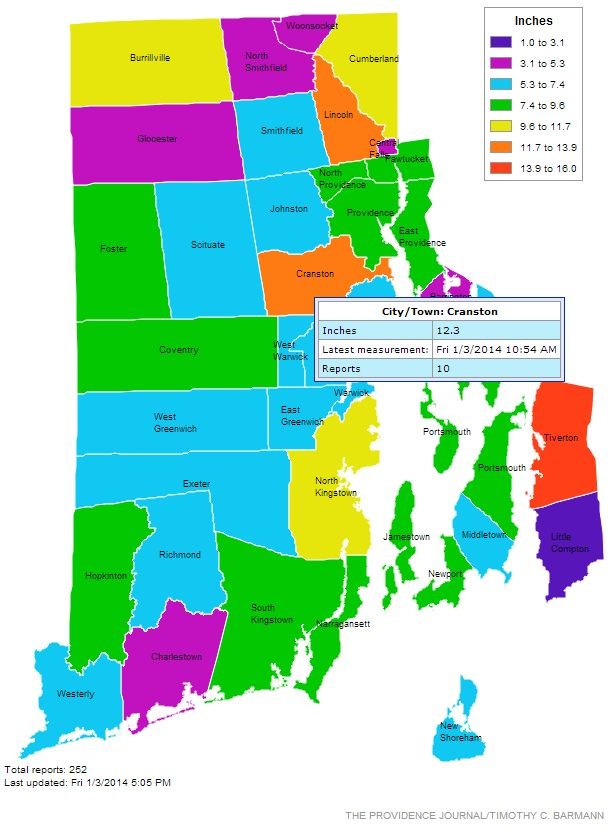 Inches
1.0 to 3.1
3.1 to 5.3
5.3 to 7.4
7.4 to 9.6
9.6 to 11.7
11.7 to 13.9
13.9 to 16.0
Woonsocket
Burrillville
North
Smithfield
Cumberland
Lincoln
Glocester
Smithfield
Central
Falls
Pawtucket
North
Providence
Johnston
Providence
East
Providence
Foster
Scituate
Cranston
Barrington
City/Town: Cranston
Inches 12.3
Latest measurement: Fri 1/3/2014 10:54 AM
Reports 10
Coventry
West
Warwick
Warwick
West
Greenwich
East
Greenwich
Portsmouth
Tiverton
Portsmouth
Exeter
North
Kingstown
Jamestown
Middletown
Little
Compton
Richmond
Hopkinton
Newport
South
Kingstown
Narragansett
Charlestown
Westerly
New
Shoreham
Total reports: 252
Last updated: Fri 1/3/2014 5:05 PM
THE PROVIDENCE JOURNAL/TIMOTHY C. BARMANN